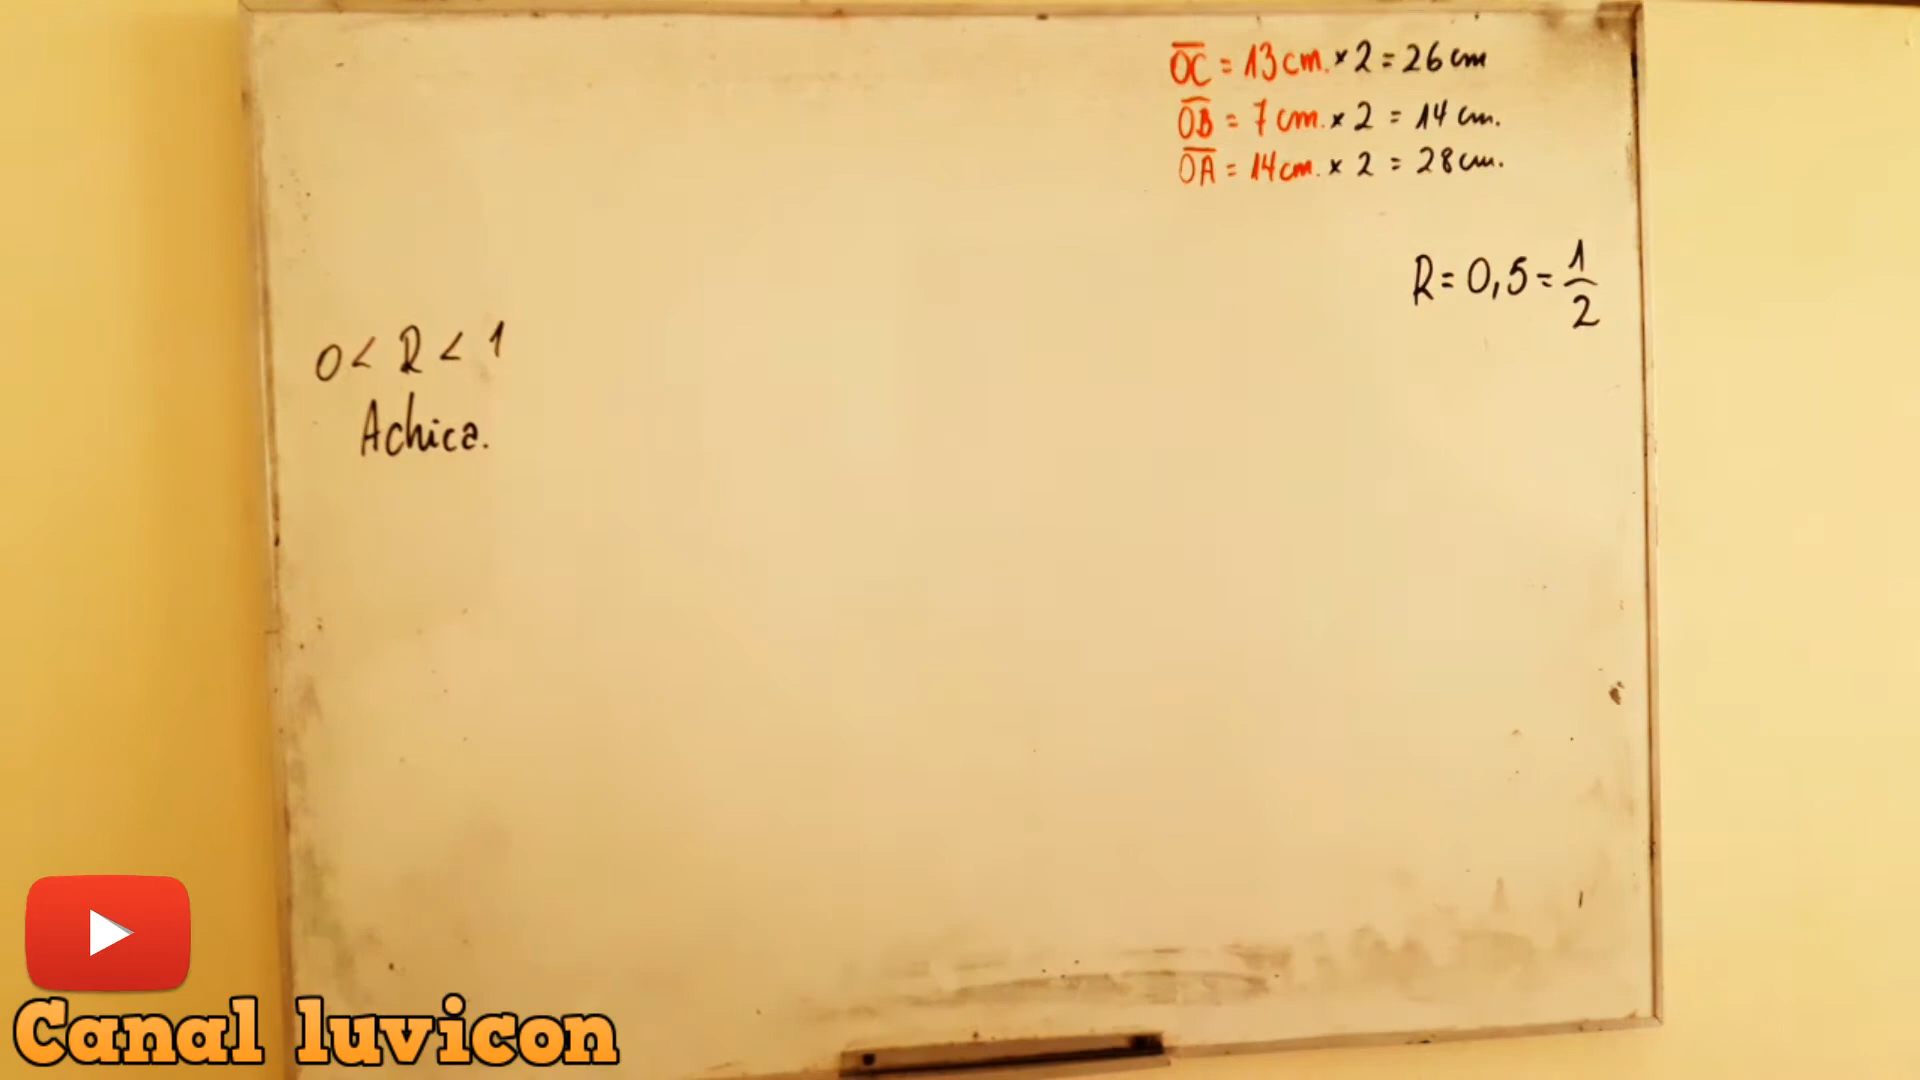 OC = 13 cm. × 2 = 26 cm
OB = 7 cm. × 2 = 14 cm.
OA = 14 cm. × 2 = 28 cm.
R = 0,5 = 1/2
0 < R < 1
Achica.
Canal luvicon